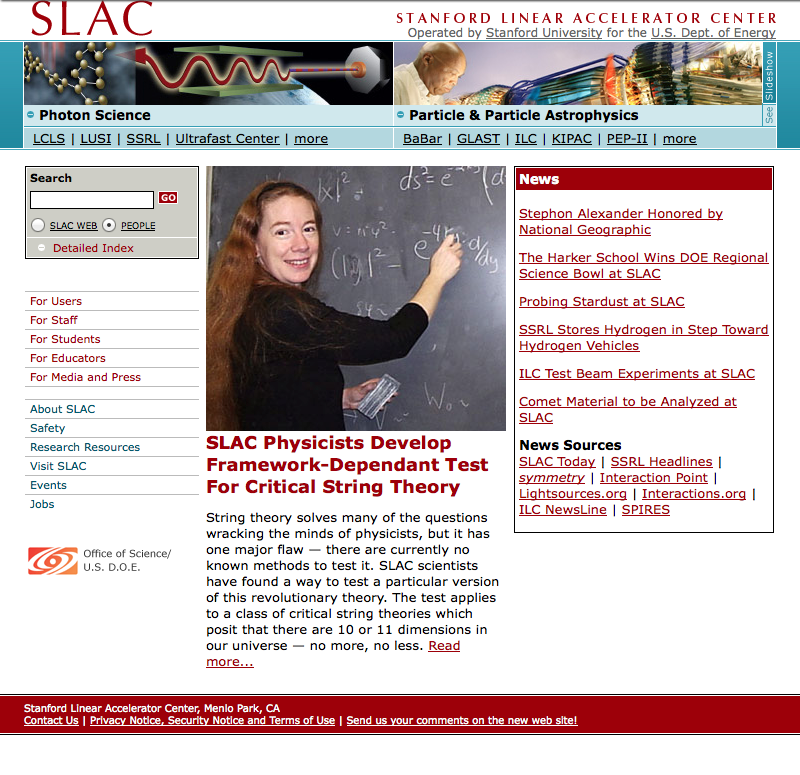 SLAC
STANFORD LINEAR ACCELERATOR CENTER
Operated by Stanford University for the U.S. Dept. of Energy
See Slideshow
Photon Science
Particle & Particle Astrophysics
LCLS | LUSI | SSRL | Ultrafast Center | more
BaBar | GLAST | ILC | KIPAC | PEP-II | more
Search
GO
SLAC WEB PEOPLE
Detailed Index
For Users
For Staff
For Students
For Educators
For Media and Press
About SLAC
Safety
Research Resources
Visit SLAC
Events
Jobs
Office of Science/
U.S. D.O.E.
SLAC Physicists Develop
Framework-Dependant Test
For Critical String Theory
String theory solves many of the questions
wracking the minds of physicists, but it has
one major flaw — there are currently no
known methods to test it. SLAC scientists
have found a way to test a particular version
of this revolutionary theory. The test applies
to a class of critical string theories which
posit that there are 10 or 11 dimensions in
our universe — no more, no less. Read
more...
News
Stephon Alexander Honored by
National Geographic
The Harker School Wins DOE Regional
Science Bowl at SLAC
Probing Stardust at SLAC
SSRL Stores Hydrogen in Step Toward
Hydrogen Vehicles
ILC Test Beam Experiments at SLAC
Comet Material to be Analyzed at
SLAC
News Sources
SLAC Today | SSRL Headlines |
symmetry | Interaction Point |
Lightsources.org | Interactions.org |
ILC NewsLine | SPIRES
Stanford Linear Accelerator Center, Menlo Park, CA
Contact Us | Privacy Notice, Security Notice and Terms of Use | Send us your comments on the new web site!